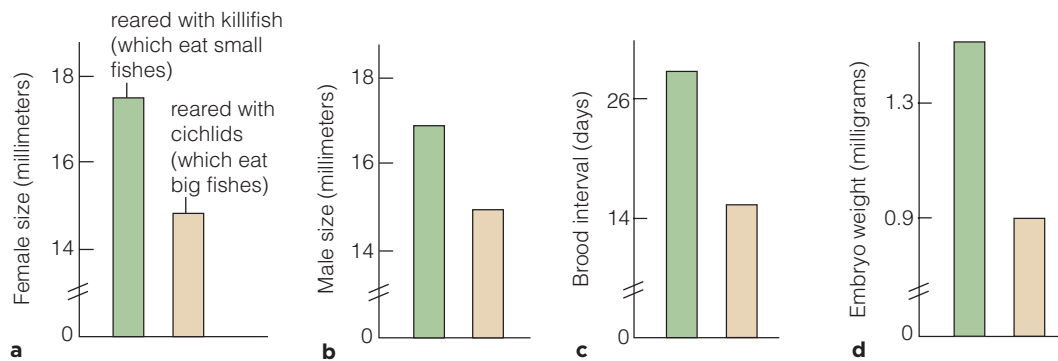 reared with killifish
(which eat small
fishes)
reared with
cichlids
(which eat
big fishes)
Female size (millimeters)
18
16
14
0
a
Male size (millimeters)
18
16
14
0
b
Brood interval (days)
26
14
0
c
Embryo weight (milligrams)
1.3
0.9
0
d